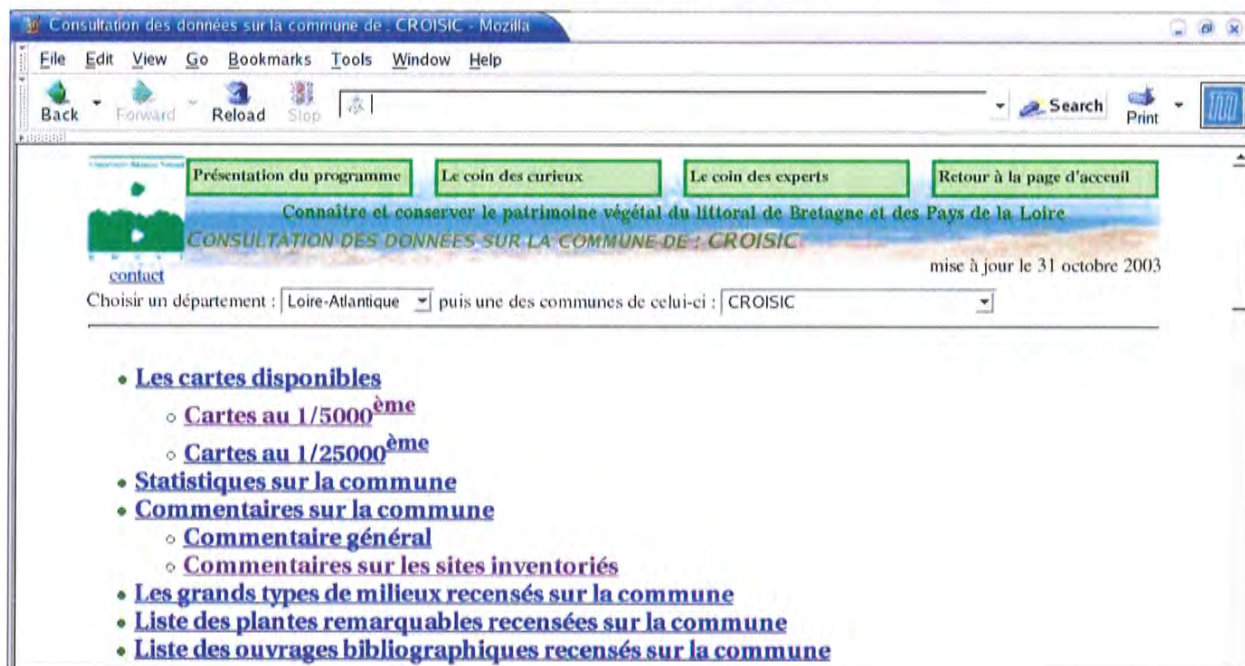 Consultation des données sur la commune de : CROISIC - Mozilla
File Edit View Go Bookmarks Tools Window Help
Back Forward Reload Stop Search Print
Présentation du programme Le coin des curieux Le coin des experts Retour à la page d'acceuil
Connaître et conserver le patrimoine végétal du littoral de Bretagne et des Pays de la Loire
CONSULTATION DES DONNÉES SUR LA COMMUNE DE : CROISIC
contact
mise à jour le 31 octobre 2003
Choisir un département : Loire-Atlantique puis une des communes de celui-ci : CROISIC
Les cartes disponibles
Cartes au 1/5000ème
Cartes au 1/25000ème
Statistiques sur la commune
Commentaires sur la commune
Commentaire général
Commentaires sur les sites inventoriés
Les grands types de milieux recensés sur la commune
Liste des plantes remarquables recensées sur la commune
Liste des ouvrages bibliographiques recensés sur la commune